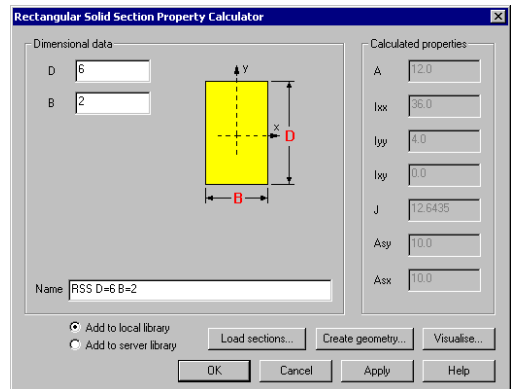 Rectangular Solid Section Property Calculator
Dimensional data
D 6
B 2
y
x
D
B
Name RSS D=6 B=2
Calculated properties
A 12.0
Ixx 36.0
Iyy 4.0
Ixy 0.0
J 12.6435
Asy 10.0
Asx 10.0
Add to local library
Add to server library
Load sections... Create geometry... Visualise...
OK Cancel Apply Help